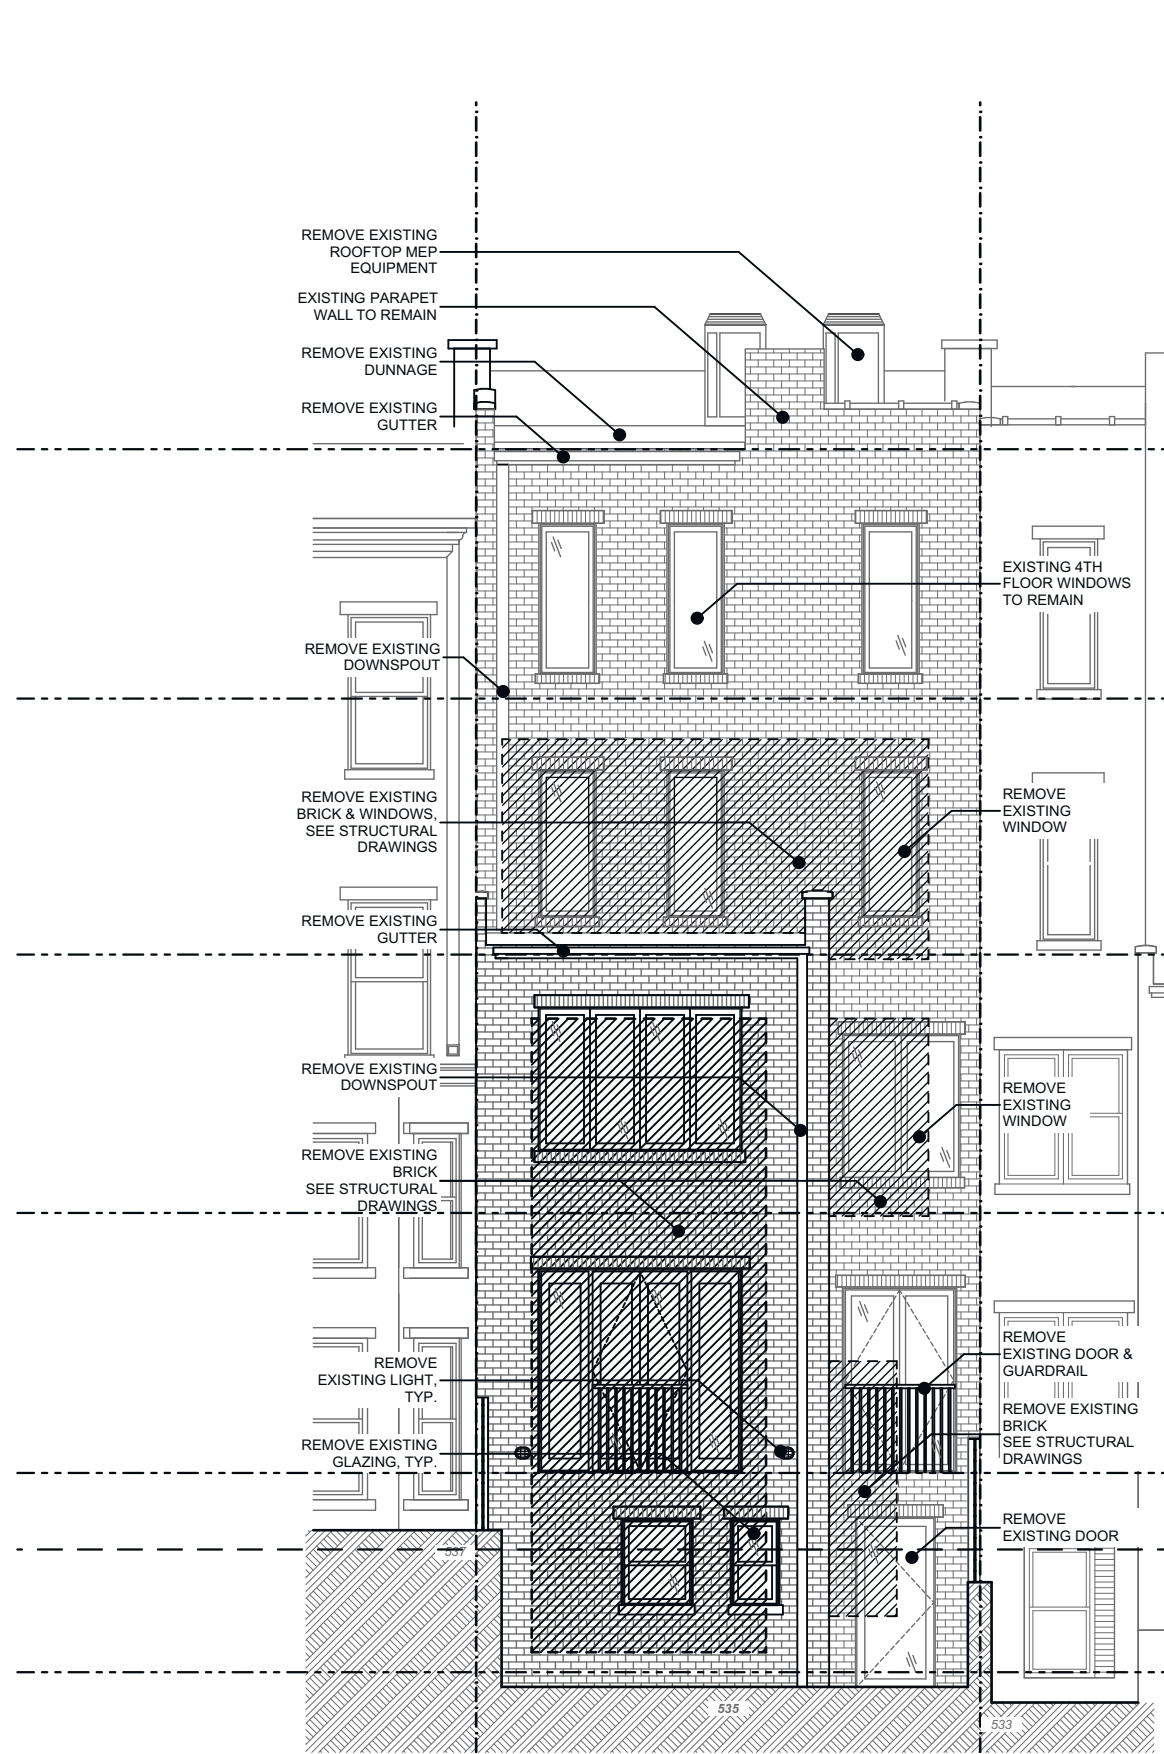 REMOVE EXISTING
ROOFTOP MEP
EQUIPMENT
EXISTING PARAPET
WALL TO REMAIN
REMOVE EXISTING
DUNNAGE
REMOVE EXISTING
GUTTER
EXISTING 4TH
FLOOR WINDOWS
TO REMAIN
REMOVE EXISTING
DOWNSPOUT
REMOVE EXISTING
BRICK & WINDOWS,
SEE STRUCTURAL
DRAWINGS
REMOVE
EXISTING
WINDOW
REMOVE EXISTING
GUTTER
REMOVE EXISTING
DOWNSPOUT
REMOVE
EXISTING
WINDOW
REMOVE EXISTING
BRICK
SEE STRUCTURAL
DRAWINGS
REMOVE
EXISTING LIGHT,
TYP.
REMOVE
EXISTING DOOR &
GUARDRAIL
REMOVE EXISTING
BRICK
SEE STRUCTURAL
DRAWINGS
REMOVE EXISTING
GLAZING, TYP.
REMOVE
EXISTING DOOR
537
535
533